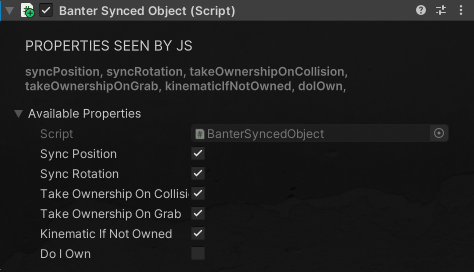 Banter Synced Object (Script)
PROPERTIES SEEN BY JS
syncPosition, syncRotation, takeOwnershipOnCollision,
takeOwnershipOnGrab, kinematicIfNotOwned, doIOwn,
Available Properties
Script BanterSyncedObject
Sync Position
Sync Rotation
Take Ownership On Collisi
Take Ownership On Grab
Kinematic If Not Owned
Do I Own